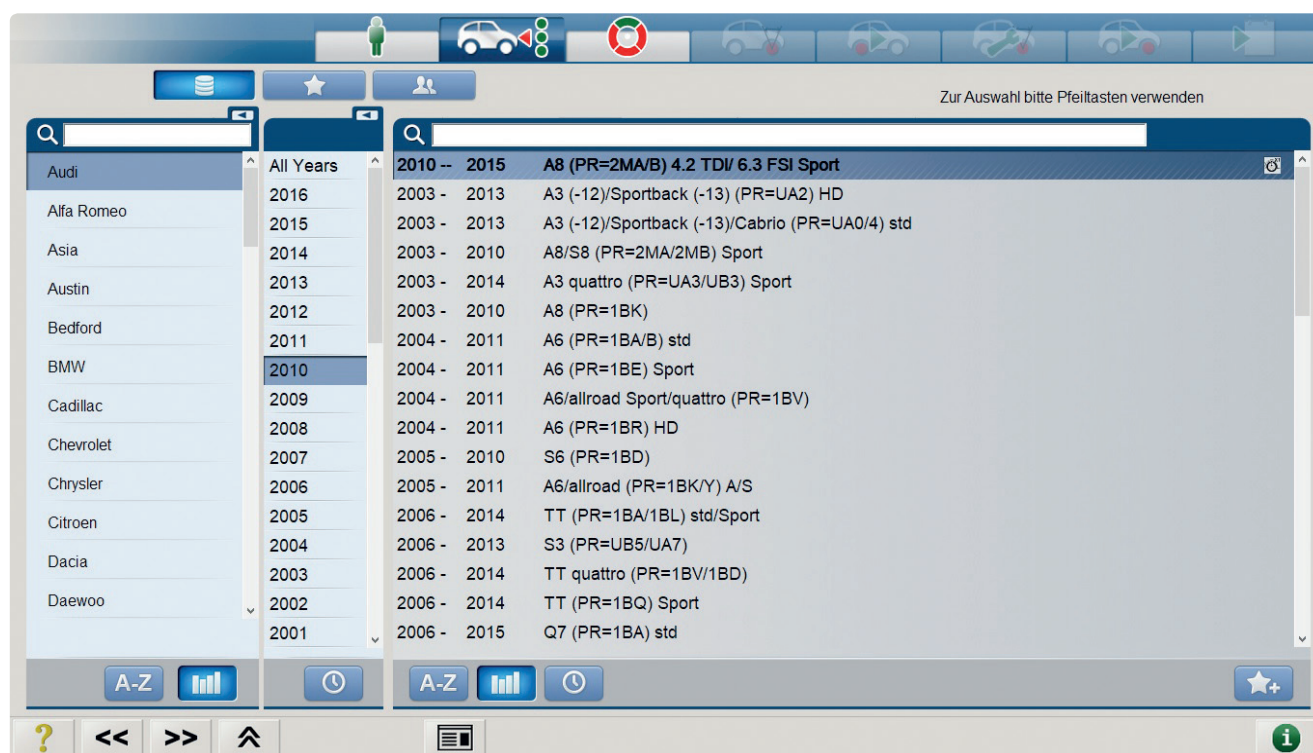 Zur Auswahl bitte Pfeiltasten verwenden
Audi
Alfa Romeo
Asia
Austin
Bedford
BMW
Cadillac
Chevrolet
Chrysler
Citroen
Dacia
Daewoo
A-Z
All Years
2016
2015
2014
2013
2012
2011
2010
2009
2008
2007
2006
2005
2004
2003
2002
2001
2010 -- 2015 A8 (PR=2MA/B) 4.2 TDI/ 6.3 FSI Sport
2003 - 2013 A3 (-12)/Sportback (-13) (PR=UA2) HD
2003 - 2013 A3 (-12)/Sportback (-13)/Cabrio (PR=UA0/4) std
2003 - 2010 A8/S8 (PR=2MA/2MB) Sport
2003 - 2014 A3 quattro (PR=UA3/UB3) Sport
2003 - 2010 A8 (PR=1BK)
2004 - 2011 A6 (PR=1BA/B) std
2004 - 2011 A6 (PR=1BE) Sport
2004 - 2011 A6/allroad Sport/quattro (PR=1BV)
2004 - 2011 A6 (PR=1BR) HD
2005 - 2010 S6 (PR=1BD)
2005 - 2011 A6/allroad (PR=1BK/Y) A/S
2006 - 2014 TT (PR=1BA/1BL) std/Sport
2006 - 2013 S3 (PR=UB5/UA7)
2006 - 2014 TT quattro (PR=1BV/1BD)
2006 - 2014 TT (PR=1BQ) Sport
2006 - 2015 Q7 (PR=1BA) std
A-Z
? << >>
i